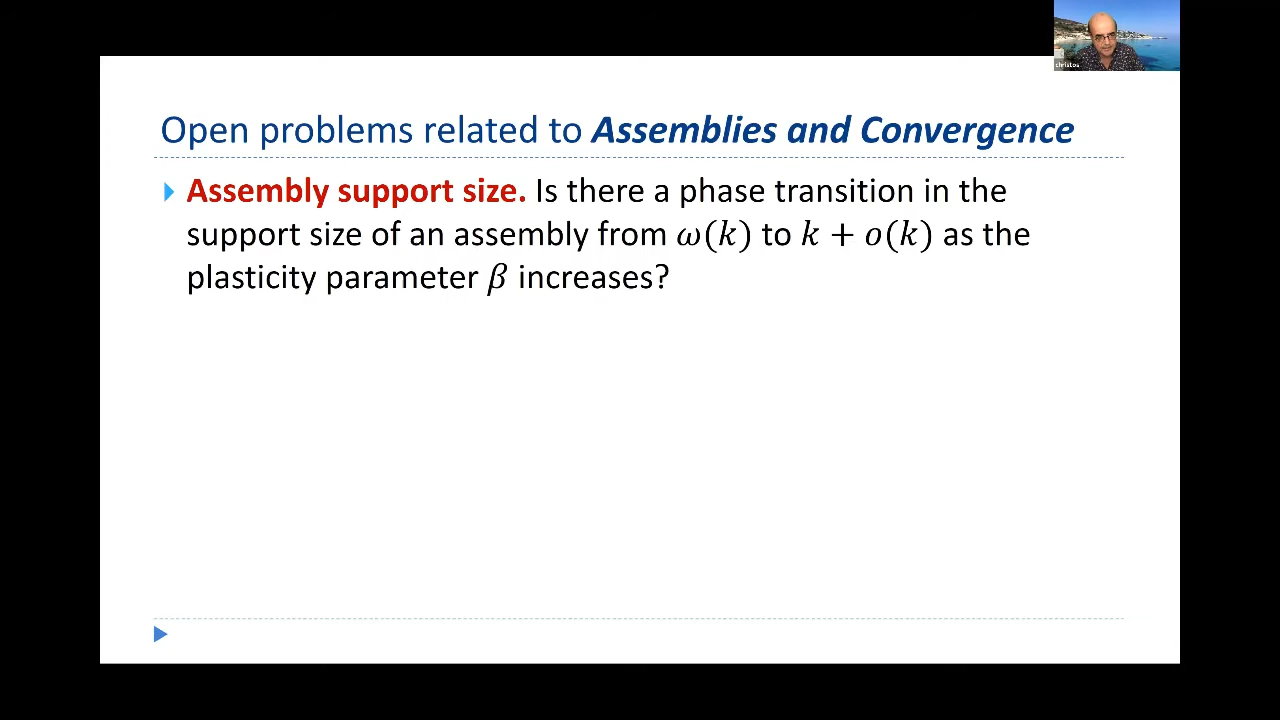 christos
Open problems related to Assemblies and Convergence
Assembly support size. Is there a phase transition in the
support size of an assembly from ω(k) to k + o(k) as the
plasticity parameter β increases?